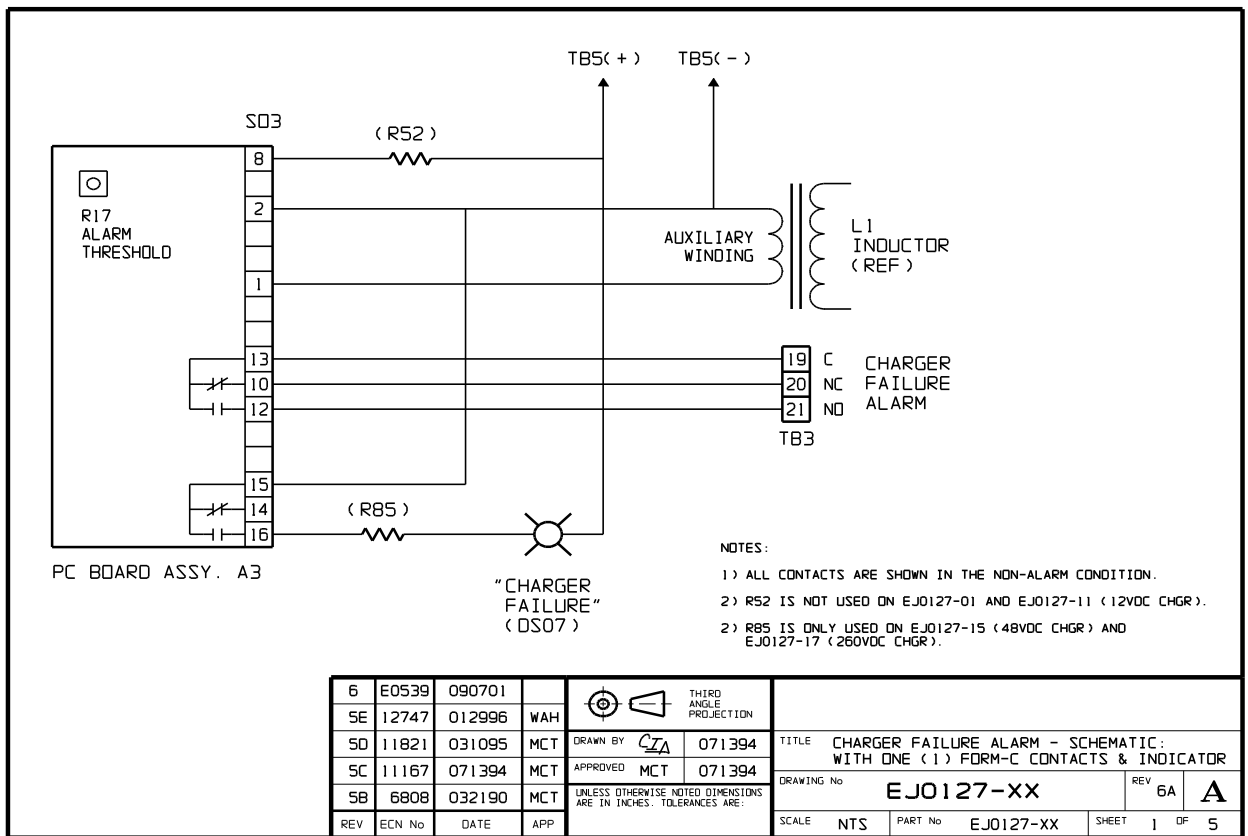 TB5(+) TB5(-)
SO3
(R52)
8
2
1
13
10
12
15
14
16
R17
ALARM
THRESHOLD
AUXILIARY
WINDING
L1
INDUCTOR
(REF)
19 C
20 NC
21 NO
CHARGER
FAILURE
ALARM
TB3
(R85)
PC BOARD ASSY. A3
"CHARGER
FAILURE"
(DS07)
NOTES:
1) ALL CONTACTS ARE SHOWN IN THE NON-ALARM CONDITION.
2) R52 IS NOT USED ON EJ0127-01 AND EJ0127-11 (12VDC CHGR).
2) R85 IS ONLY USED ON EJ0127-15 (48VDC CHGR) AND
EJ0127-17 (260VDC CHGR).
6 E0539 090701
5E 12747 012996 WAH
5D 11821 031095 MCT
5C 11167 071394 MCT
5B 6808 032190 MCT
REV ECN No DATE APP
THIRD
ANGLE
PROJECTION
DRAWN BY CTA 071394
APPROVED MCT 071394
UNLESS OTHERWISE NOTED DIMENSIONS
ARE IN INCHES. TOLERANCES ARE:
TITLE CHARGER FAILURE ALARM - SCHEMATIC:
WITH ONE (1) FORM-C CONTACTS & INDICATOR
DRAWING No EJ0127-XX REV 6A A
SCALE NTS PART No EJ0127-XX SHEET 1 OF 5